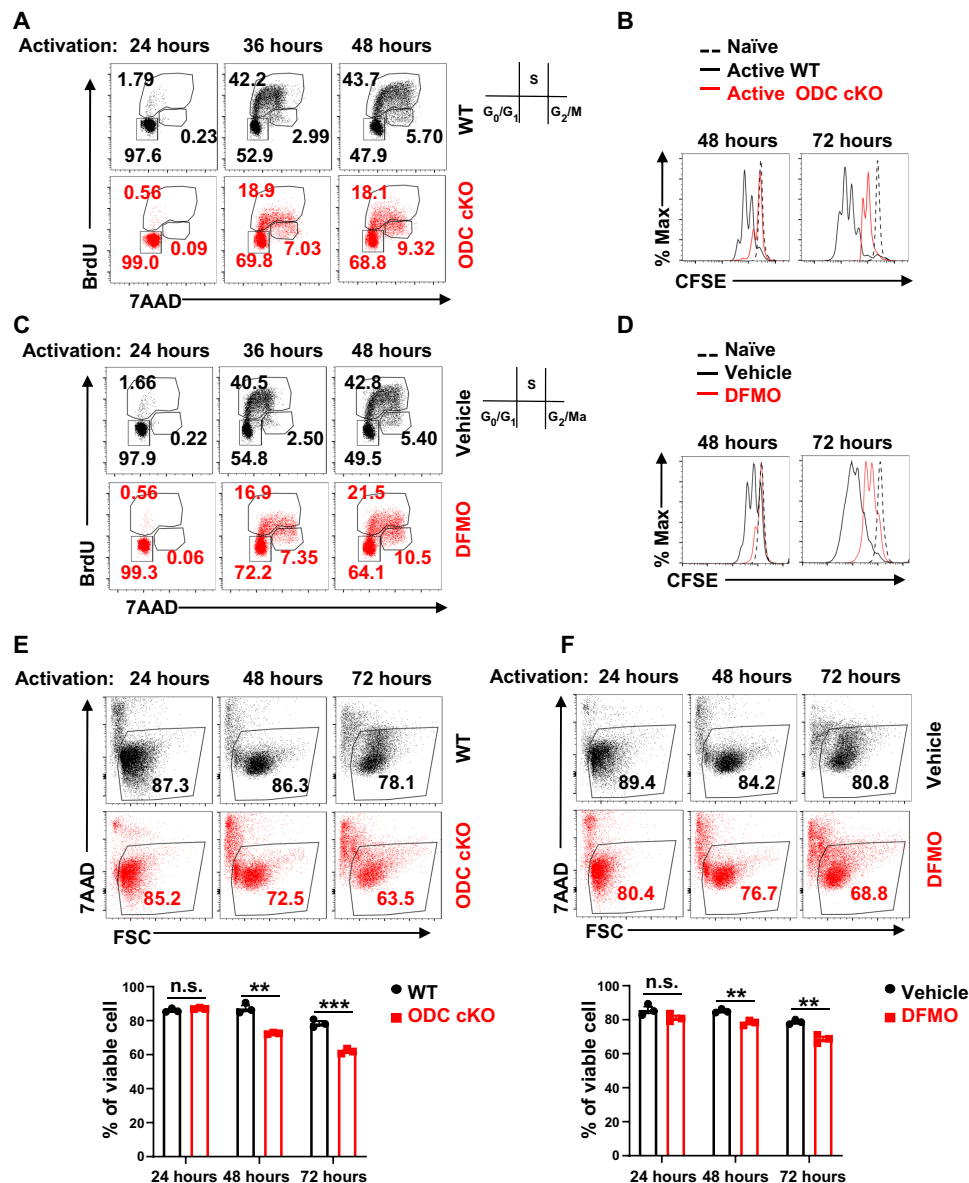 A
Activation: 24 hours 36 hours 48 hours
1.79 42.2 43.7
0.23 2.99 5.70
97.6 52.9 47.9
WT
S
G0/G1 G2/M
0.56 18.9 18.1
0.09 7.03 9.32
99.0 69.8 68.8
ODC cKO
BrdU
7AAD
B
Naïve
Active WT
Active ODC cKO
48 hours 72 hours
% Max
CFSE
C
Activation: 24 hours 36 hours 48 hours
1.66 40.5 42.8
0.22 2.50 5.40
97.9 54.8 49.5
Vehicle
S
G0/G1 G2/Ma
0.56 16.9 21.5
0.06 7.35 10.5
99.3 72.2 64.1
DFMO
BrdU
7AAD
D
Naïve
Vehicle
DFMO
48 hours 72 hours
% Max
CFSE
E
Activation: 24 hours 48 hours 72 hours
87.3 86.3 78.1
WT
85.2 72.5 63.5
ODC cKO
7AAD
FSC
n.s. ** ***
WT
ODC cKO
% of viable cell
100
80
60
40
20
0
24 hours 48 hours 72 hours
F
Activation: 24 hours 48 hours 72 hours
89.4 84.2 80.8
Vehicle
80.4 76.7 68.8
DFMO
7AAD
FSC
n.s. ** **
Vehicle
DFMO
% of viable cell
100
80
60
40
20
0
24 hours 48 hours 72 hours